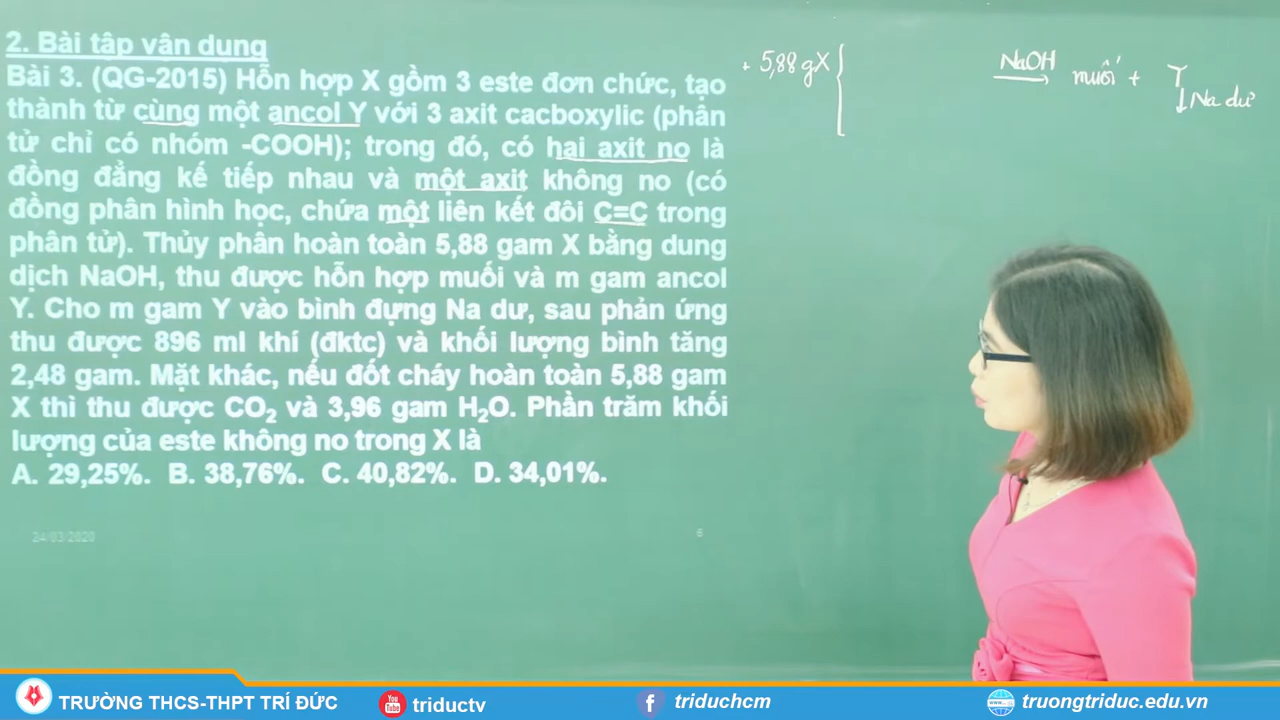 2. Bài tập vận dụng
Bài 3. (QG-2015) Hỗn hợp X gồm 3 este đơn chức, tạo
thành từ cùng một ancol Y với 3 axit cacboxylic (phân
tử chỉ có nhóm -COOH); trong đó, có hai axit no là
đồng đẳng kế tiếp nhau và một axit không no (có
đồng phân hình học, chứa một liên kết đôi C=C trong
phân tử). Thủy phân hoàn toàn 5,88 gam X bằng dung
dịch NaOH, thu được hỗn hợp muối và m gam ancol
Y. Cho m gam Y vào bình đựng Na dư, sau phản ứng
thu được 896 ml khí (đktc) và khối lượng bình tăng
2,48 gam. Mặt khác, nếu đốt cháy hoàn toàn 5,88 gam
X thì thu được CO2 và 3,96 gam H2O. Phần trăm khối
lượng của este không no trong X là
A. 29,25%. B. 38,76%. C. 40,82%. D. 34,01%.
+ 5,88 g X
NaOH
muối + Y
Na dư
24/03/2020
6
TRƯỜNG THCS-THPT TRÍ ĐỨC
You Tube
triductv
f
triduchcm
www...
truongtriduc.edu.vn